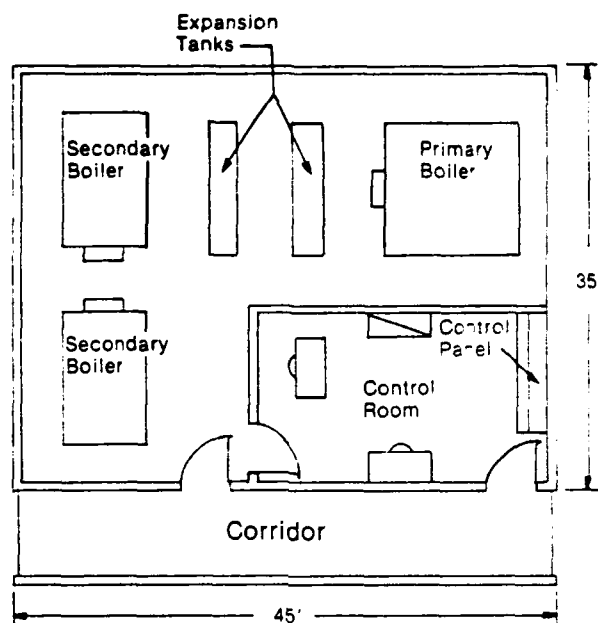 Expansion
Tanks
Secondary
Boiler
Primary
Boiler
35
Secondary
Boiler
Control
Panel
Control
Room
Corridor
45'